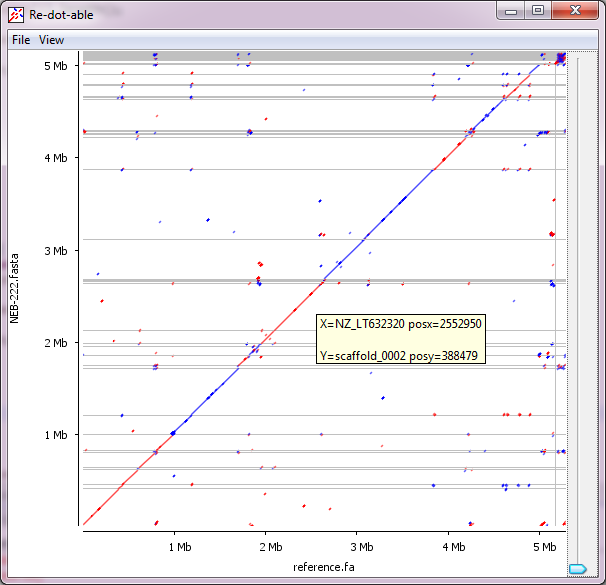 Re-dot-able
File View
5 Mb
4 Mb
3 Mb
2 Mb
1 Mb
NEB-222.fasta
X=NZ_LT632320 posx=2552950
Y=scaffold_0002 posy=388479
1 Mb 2 Mb 3 Mb 4 Mb 5 Mb
reference.fa